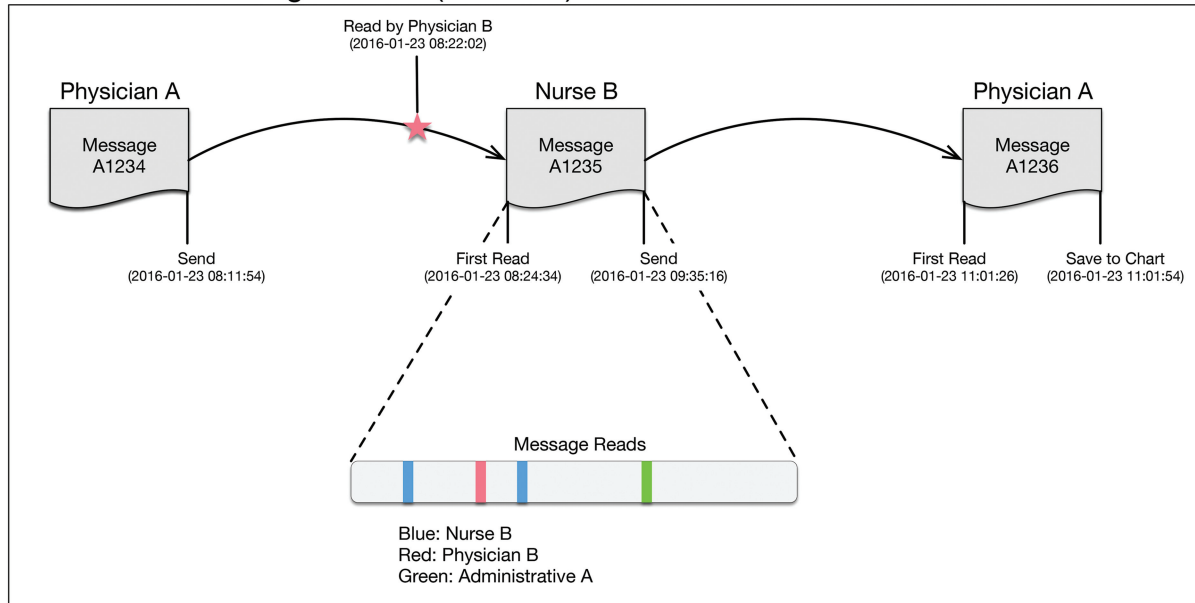 Read by Physician B
(2016-01-23 08:22:02)
Physician A
Nurse B
Physician A
Message
A1234
Message
A1235
Message
A1236
Send
(2016-01-23 08:11:54)
First Read
(2016-01-23 08:24:34)
Send
(2016-01-23 09:35:16)
First Read
(2016-01-23 11:01:26)
Save to Chart
(2016-01-23 11:01:54)
Message Reads
Blue: Nurse B
Red: Physician B
Green: Administrative A